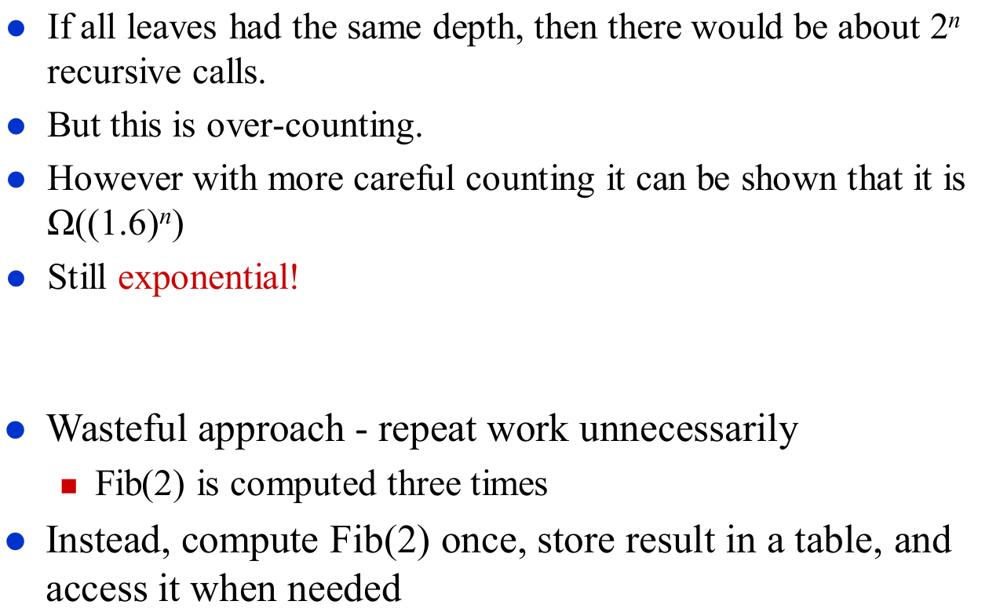 • If all leaves had the same depth, then there would be about 2ⁿ
recursive calls.
• But this is over-counting.
• However with more careful counting it can be shown that it is
Ω((1.6)ⁿ)
• Still exponential!
• Wasteful approach - repeat work unnecessarily
▪ Fib(2) is computed three times
• Instead, compute Fib(2) once, store result in a table, and
access it when needed